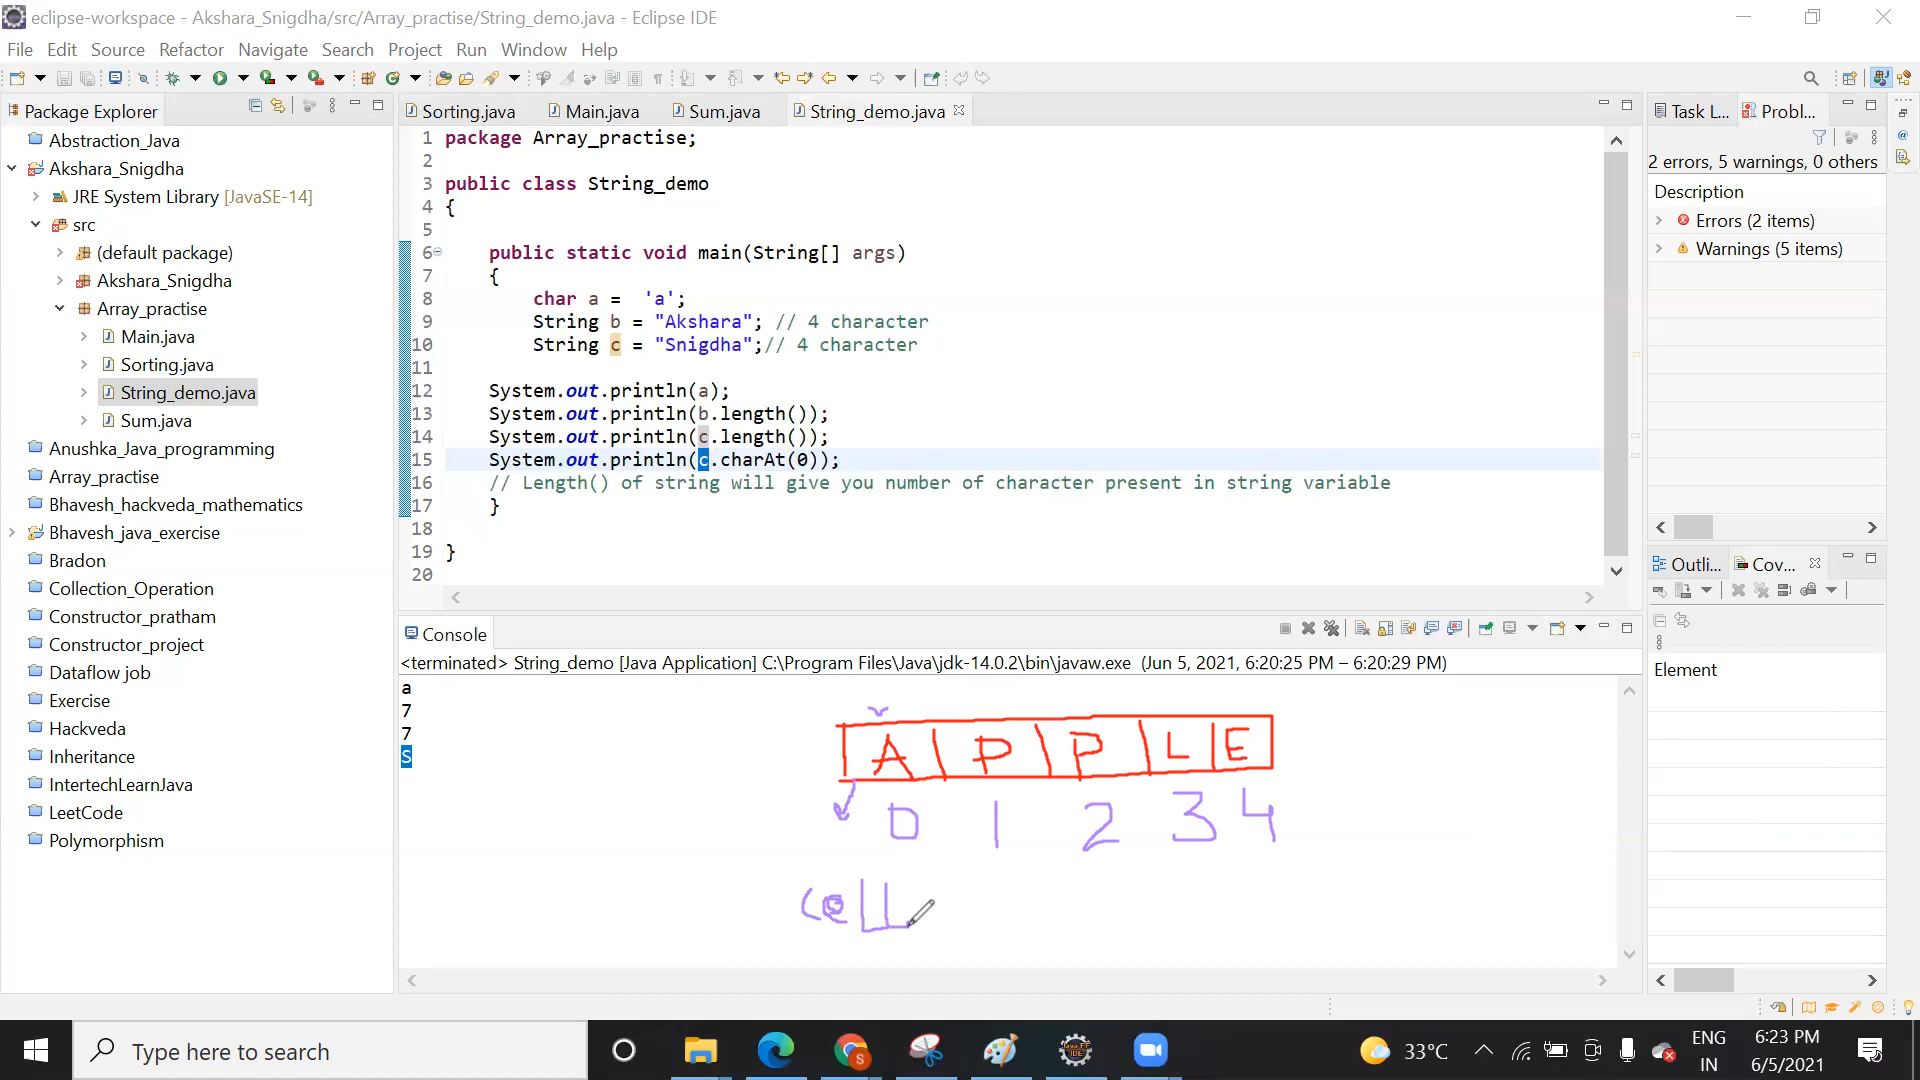 eclipse-workspace - Akshara_Snigdha/src/Array_practise/String_demo.java - Eclipse IDE
File Edit Source Refactor Navigate Search Project Run Window Help
Package Explorer
Abstraction_Java
Akshara_Snigdha
JRE System Library [JavaSE-14]
src
(default package)
Akshara_Snigdha
Array_practise
Main.java
Sorting.java
String_demo.java
Sum.java
Anushka_Java_programming
Array_practise
Bhavesh_hackveda_mathematics
Bhavesh_java_exercise
Bradon
Collection_Operation
Constructor_pratham
Constructor_project
Dataflow job
Exercise
Hackveda
Inheritance
IntertechLearnJava
LeetCode
Polymorphism
Sorting.java Main.java Sum.java String_demo.java
1 package Array_practise;
2
3 public class String_demo
4 {
5
6 public static void main(String[] args)
7 {
8 char a = 'a';
9 String b = "Akshara"; // 4 character
10 String c = "Snigdha";// 4 character
11
12 System.out.println(a);
13 System.out.println(b.length());
14 System.out.println(c.length());
15 System.out.println(c.charAt(0));
16 // Length() of string will give you number of character present in string variable
17 }
18
19 }
20
Console
<terminated> String_demo [Java Application] C:\Program Files\Java\jdk-14.0.2\bin\javaw.exe (Jun 5, 2021, 6:20:25 PM – 6:20:29 PM)
a
7
7
S
A P P L E
0 1 2 3 4
cell
Task L... Probl...
2 errors, 5 warnings, 0 others
Description
Errors (2 items)
Warnings (5 items)
Outli... Cov...
Element
Type here to search
33°C
ENG
IN
6:23 PM
6/5/2021